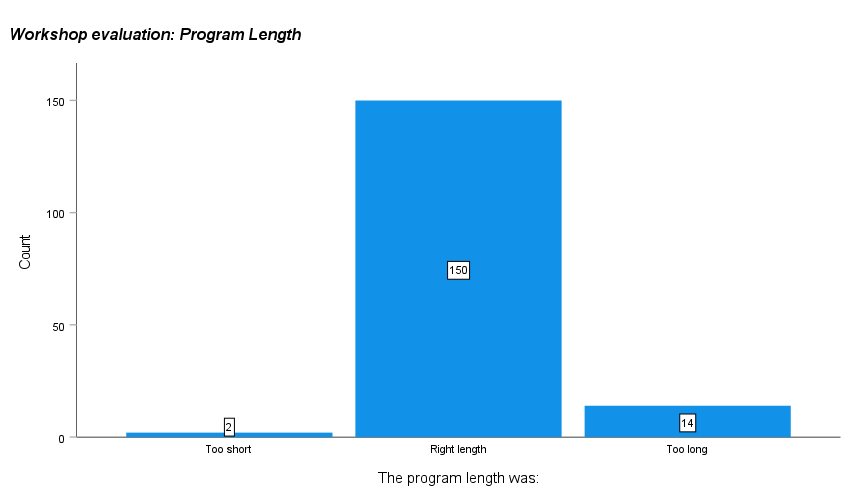 Workshop evaluation: Program Length
150
100
50
0
Count
2
150
14
Too short
Right length
Too long
The program length was: